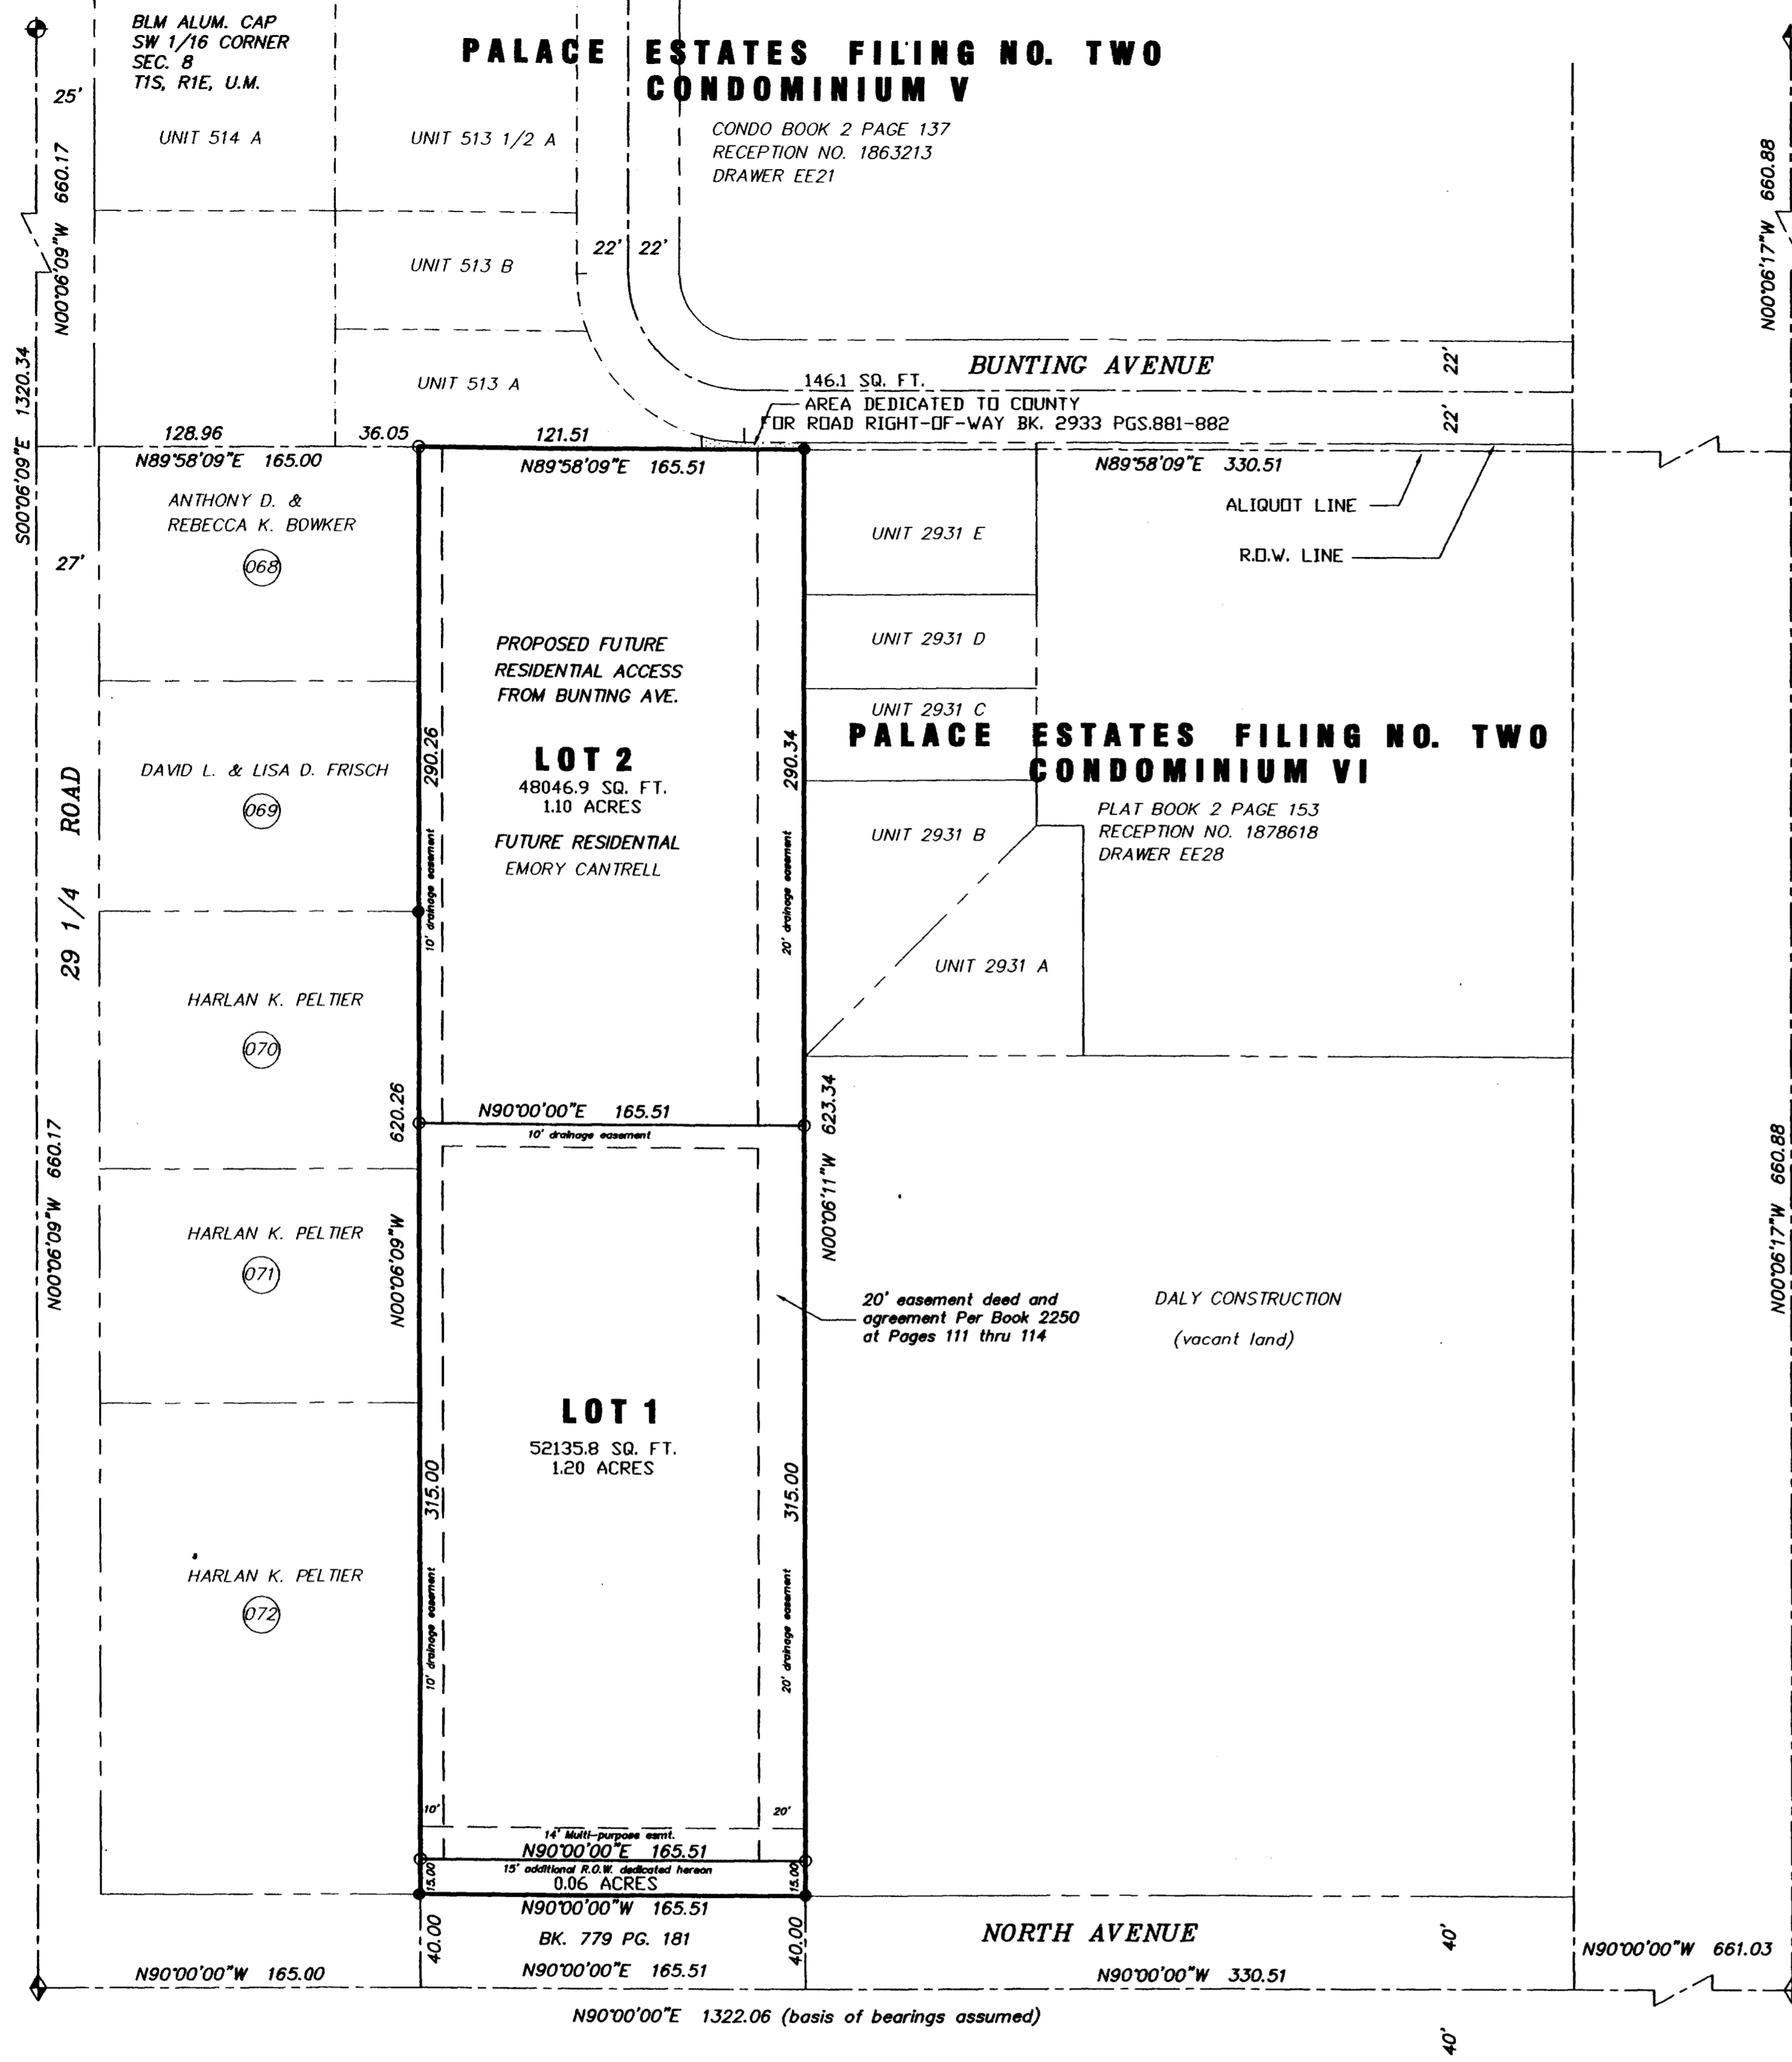 BLM ALUM. CAP
SW 1/16 CORNER
SEC. 8
T1S, R1E, U.M.
PALACE ESTATES FILING NO. TWO
CONDOMINIUM V
CONDO BOOK 2 PAGE 137
RECEPTION NO. 1863213
DRAWER EE21
25'
N00°06'09"W 660.17
S00°06'09"E 1320.34
UNIT 514 A
UNIT 513 1/2 A
UNIT 513 B
UNIT 513 A
22' 22'
N00°06'17"W 660.88
BUNTING AVENUE
22'
22'
146.1 SQ. FT.
AREA DEDICATED TO COUNTY
FOR ROAD RIGHT-OF-WAY BK. 2933 PGS.881-882
128.96
36.05
121.51
N89°58'09"E 165.00
N89°58'09"E 165.51
N89°58'09"E 330.51
ALIQUOT LINE
R.O.W. LINE
ANTHONY D. &
REBECCA K. BOWKER
068
27'
UNIT 2931 E
UNIT 2931 D
UNIT 2931 C
PROPOSED FUTURE
RESIDENTIAL ACCESS
FROM BUNTING AVE.
290.26
290.34
LOT 2
48046.9 SQ. FT.
1.10 ACRES
FUTURE RESIDENTIAL
EMORY CANTRELL
10' drainage easement
20' drainage easement
PALACE ESTATES FILING NO. TWO
CONDOMINIUM VI
PLAT BOOK 2 PAGE 153
RECEPTION NO. 1878618
DRAWER EE28
UNIT 2931 B
UNIT 2931 A
DAVID L. & LISA D. FRISCH
069
29 1/4 ROAD
HARLAN K. PELTIER
070
620.26
N00°06'09"W
N90°00'00"E 165.51
10' drainage easement
N00°06'11"W 623.34
N00°06'09"W 660.17
N00°06'17"W 660.88
HARLAN K. PELTIER
071
20' easement deed and
agreement Per Book 2250
at Pages 111 thru 114
DALY CONSTRUCTION
(vacant land)
LOT 1
52135.8 SQ. FT.
1.20 ACRES
315.00
315.00
10' drainage easement
20' drainage easement
HARLAN K. PELTIER
072
10'
20'
14' Multi-purpose esmt.
N90°00'00"E 165.51
15' additional R.O.W. dedicated hereon
0.06 ACRES
15.00
15.00
N90°00'00"W 165.51
BK. 779 PG. 181
40.00
40.00
NORTH AVENUE
40'
N90°00'00"W 661.03
N90°00'00"W 165.00
N90°00'00"E 165.51
N90°00'00"W 330.51
N90°00'00"E 1322.06 (basis of bearings assumed)
40'